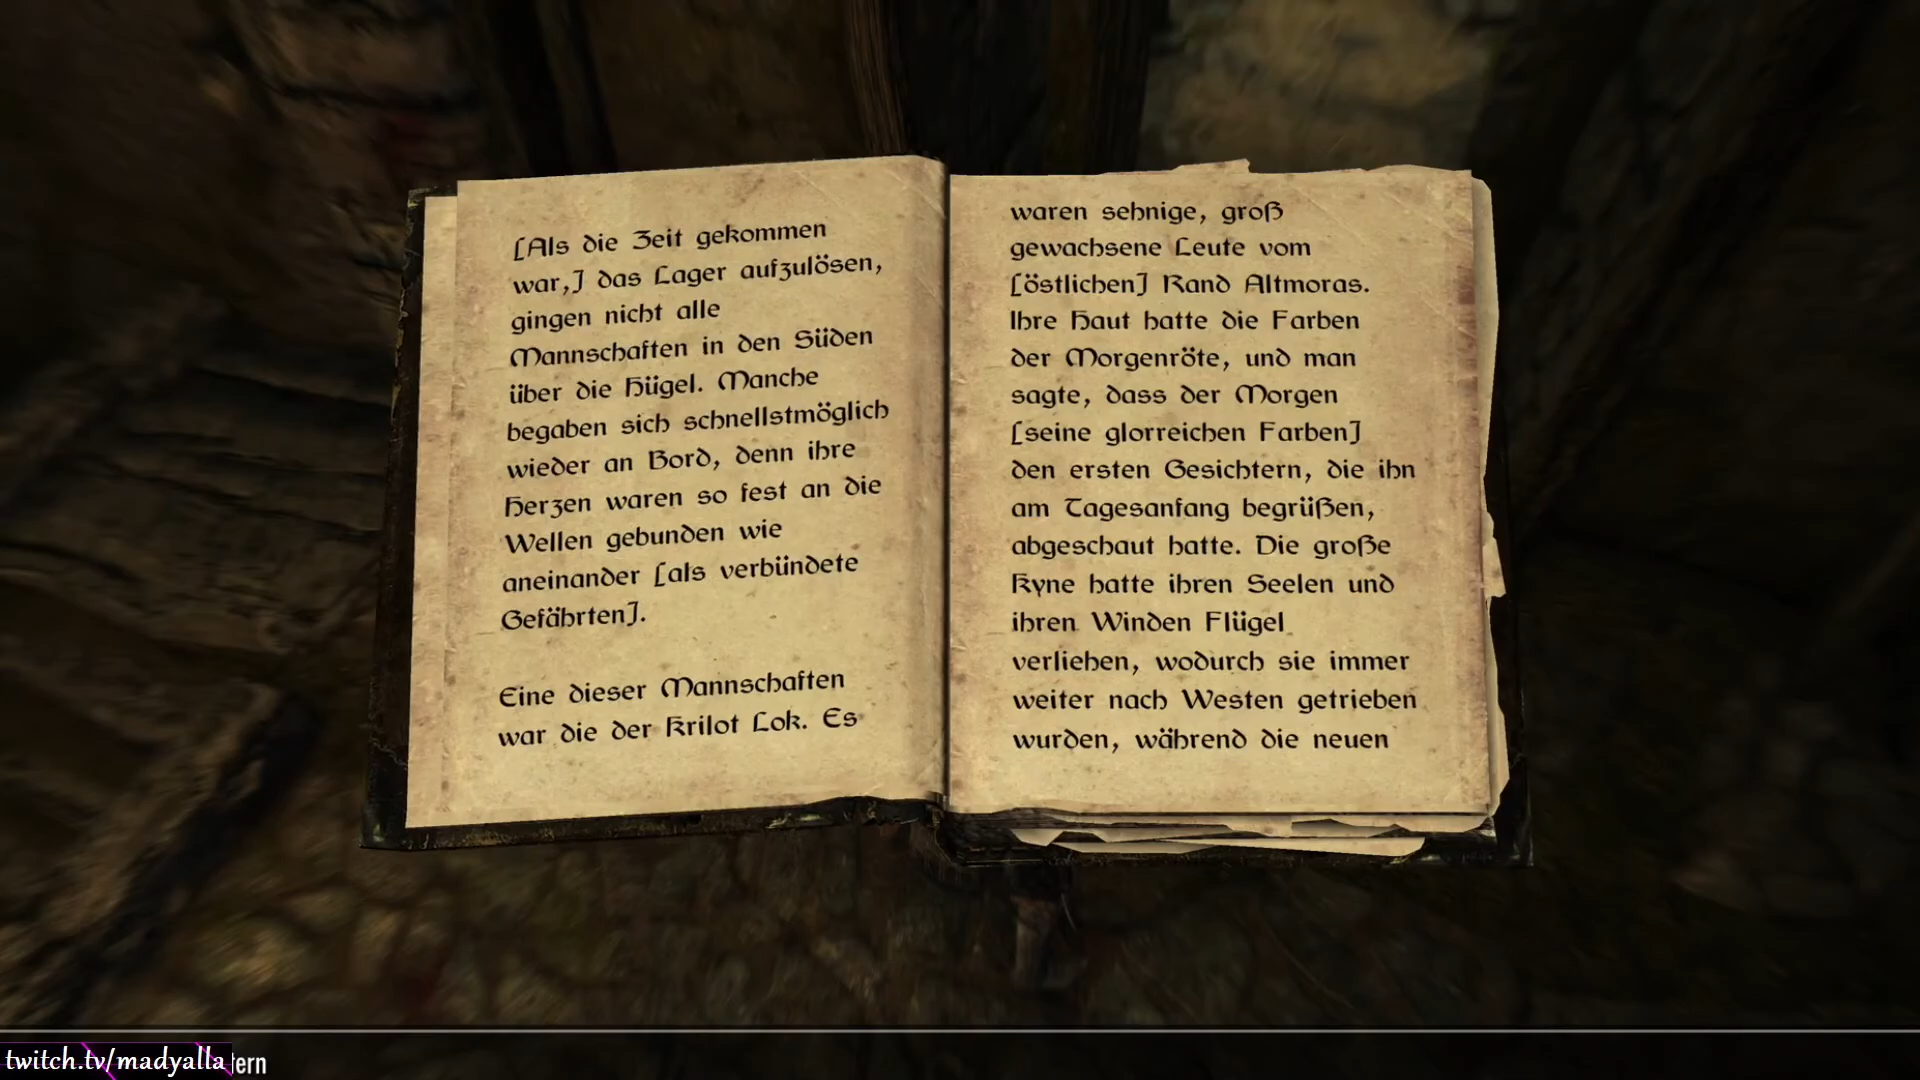 [Als die Zeit gekommen
war,] das Lager aufzulösen,
gingen nicht alle
Mannschaften in den Süden
über die Hügel. Manche
begaben sich schnellstmöglich
wieder an Bord, denn ihre
Herzen waren so fest an die
Wellen gebunden wie
aneinander [als verbündete
Gefährten].
Eine dieser Mannschaften
war die der Krilot Lok. Es
waren sehnige, groß
gewachsene Leute vom
[östlichen] Rand Altmoras.
Ihre Haut hatte die Farben
der Morgenröte, und man
sagte, dass der Morgen
[seine glorreichen Farben]
den ersten Gesichtern, die ihn
am Tagesanfang begrüßen,
abgeschaut hatte. Die große
Kyne hatte ihren Seelen und
ihren Winden Flügel
verliehen, wodurch sie immer
weiter nach Westen getrieben
wurden, während die neuen
twitch.tv/madyalla